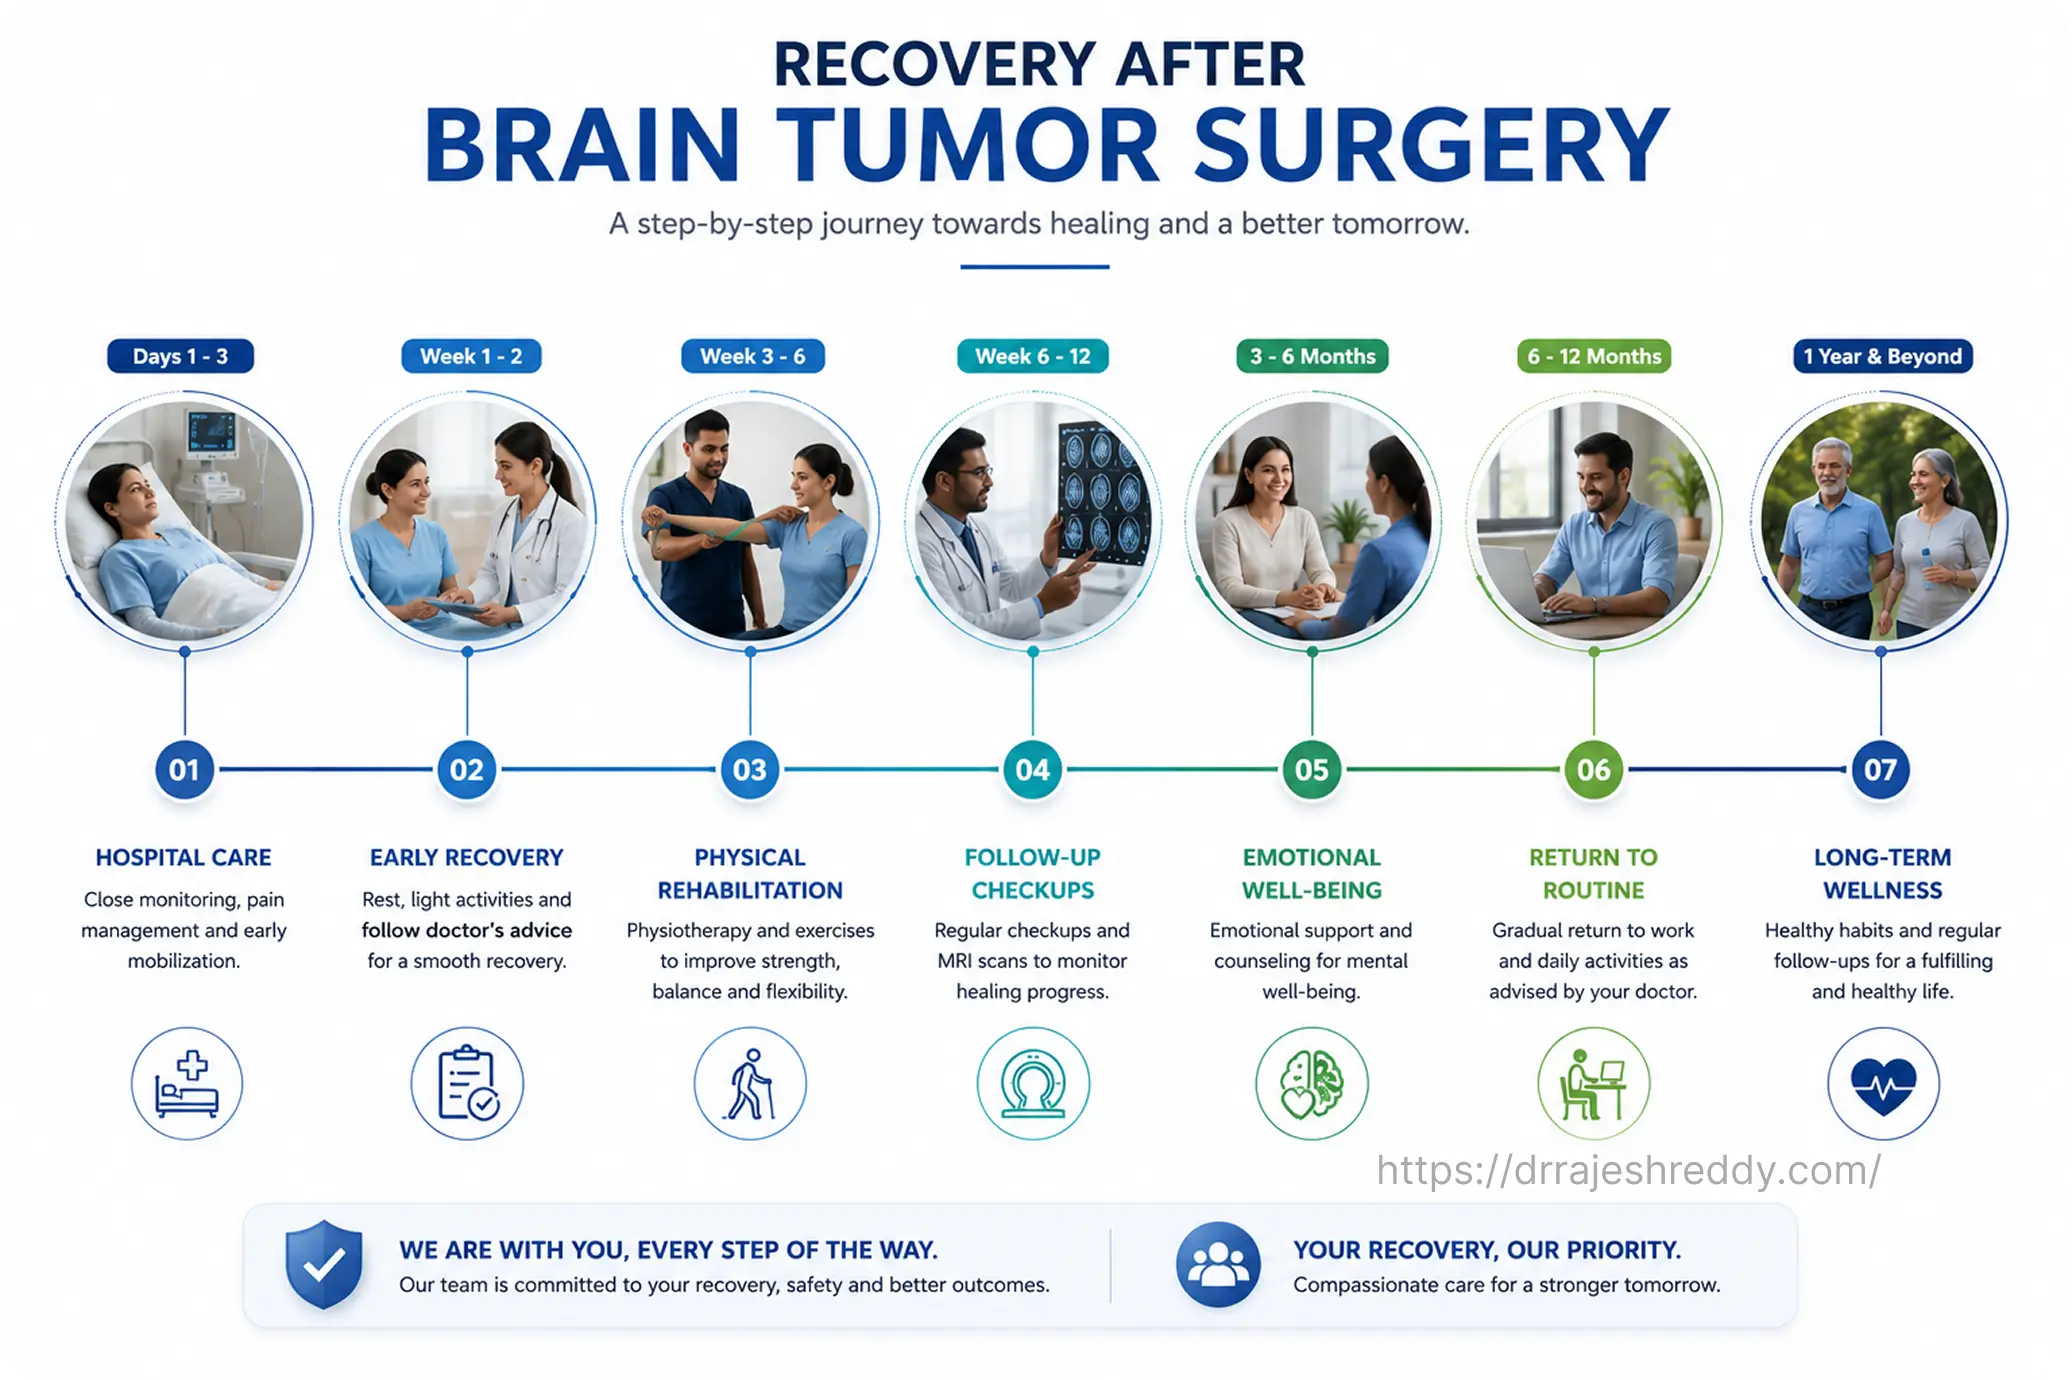 RECOVERY AFTER
BRAIN TUMOR SURGERY
A step-by-step journey towards healing and a better tomorrow.
Days 1 - 3
Week 1 - 2
Week 3 - 6
Week 6 - 12
3 - 6 Months
6 - 12 Months
1 Year & Beyond
01
02
03
04
05
06
07
HOSPITAL CARE
Close monitoring, pain
management and early
mobilization.
EARLY RECOVERY
Rest, light activities and
follow doctor's advice
for a smooth recovery.
PHYSICAL
REHABILITATION
Physiotherapy and exercises
to improve strength,
balance and flexibility.
FOLLOW-UP
CHECKUPS
Regular checkups and
MRI scans to monitor
healing progress.
EMOTIONAL
WELL-BEING
Emotional support and
counseling for mental
well-being.
RETURN TO
ROUTINE
Gradual return to work
and daily activities as
advised by your doctor.
LONG-TERM
WELLNESS
Healthy habits and regular
follow-ups for a fulfilling
and healthy life.
https://drrajeshreddy.com/
WE ARE WITH YOU, EVERY STEP OF THE WAY.
Our team is committed to your recovery, safety and better outcomes.
YOUR RECOVERY, OUR PRIORITY.
Compassionate care for a stronger tomorrow.